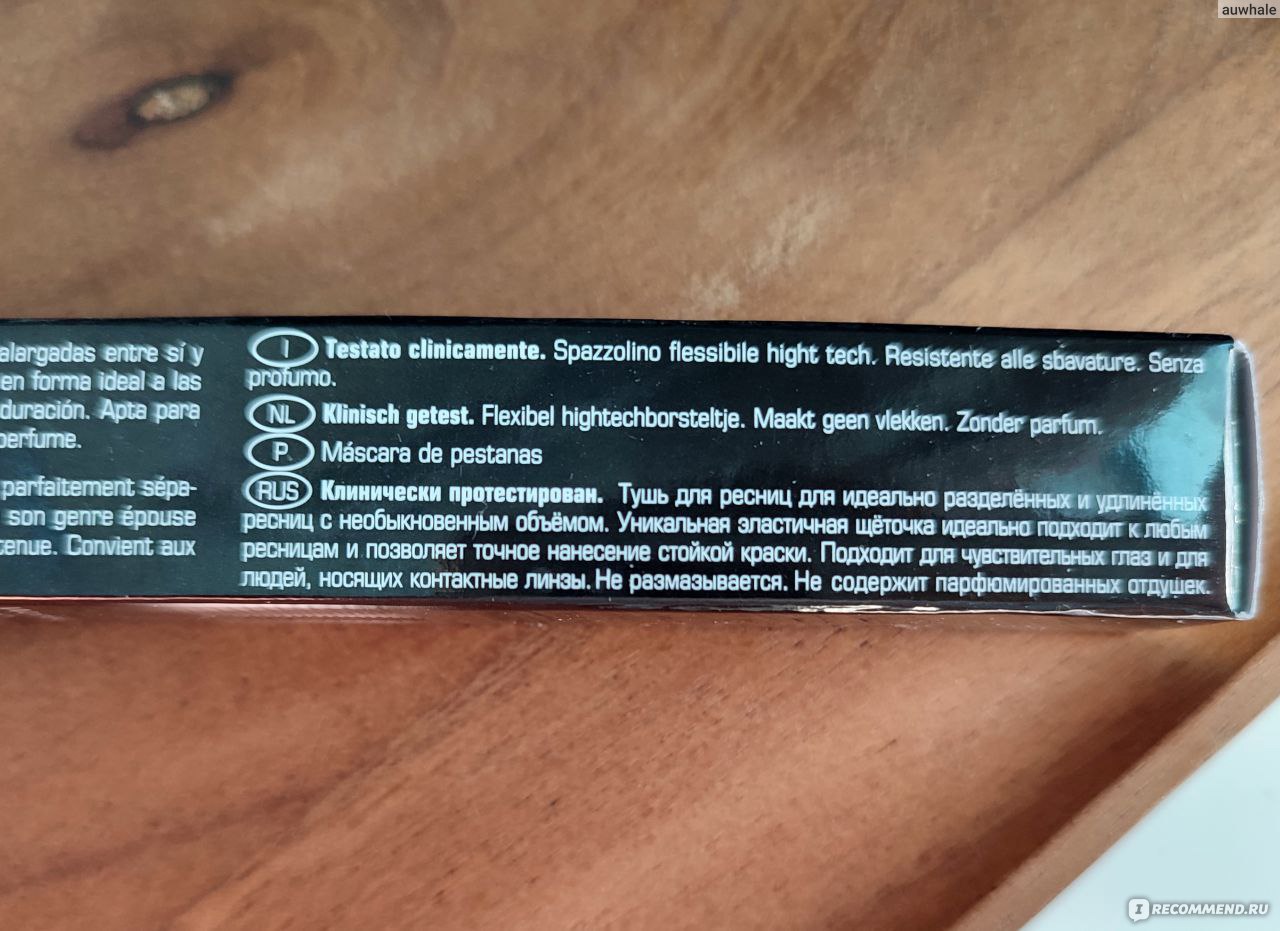 auwhale
alargadas entre sí y
en forma ideal a las
duración. Apta para
perfume.
parfaitement sépa-
son genre épouse
tenue. Convient aux
I Testato clinicamente. Spazzolino flessibile hight tech. Resistente alle sbavature. Senza
profumo.
NL Klinisch getest. Flexibel hightechborsteltje. Maakt geen vlekken. Zonder parfum.
P Máscara de pestanas
RUS Клинически протестирован. Тушь для ресниц для идеально разделённых и удлинённых
ресниц с необыкновенным объёмом. Уникальная эластичная щёточка идеально подходит к любым
ресницам и позволяет точное нанесение стойкой краски. Подходит для чувствительных глаз и для
людей, носящих контактные линзы. Не размазывается. Не содержит парфюмированных отдушек.
I RECOMMEND.RU